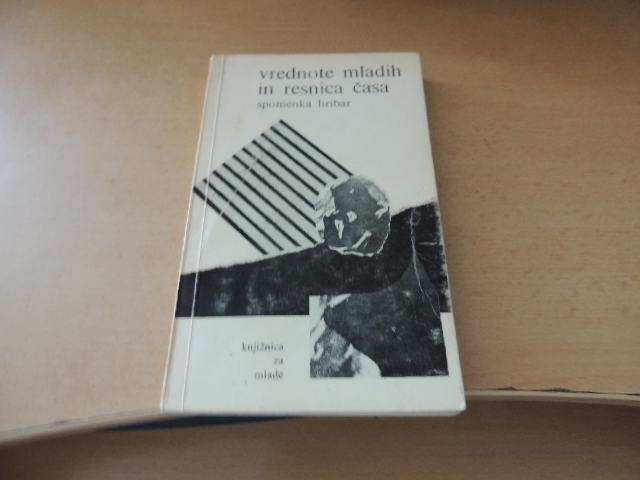 vrednote mladih
in resnica časa
spomenka hribar
knjižnica
za
mlade